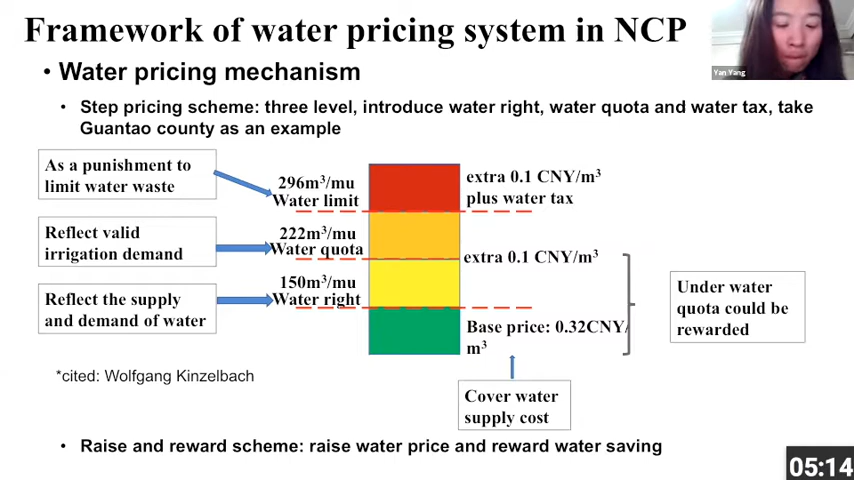 Framework of water pricing system in NCP
Yan Yang
• Water pricing mechanism
• Step pricing scheme: three level, introduce water right, water quota and water tax, take
Guantao county as an example
As a punishment to
limit water waste
296m³/mu
Water limit
extra 0.1 CNY/m³
plus water tax
Reflect valid
irrigation demand
222m³/mu
Water quota
extra 0.1 CNY/m³
Reflect the supply
and demand of water
150m³/mu
Water right
Base price: 0.32CNY/
m³
Under water
quota could be
rewarded
*cited: Wolfgang Kinzelbach
Cover water
supply cost
• Raise and reward scheme: raise water price and reward water saving
05:14